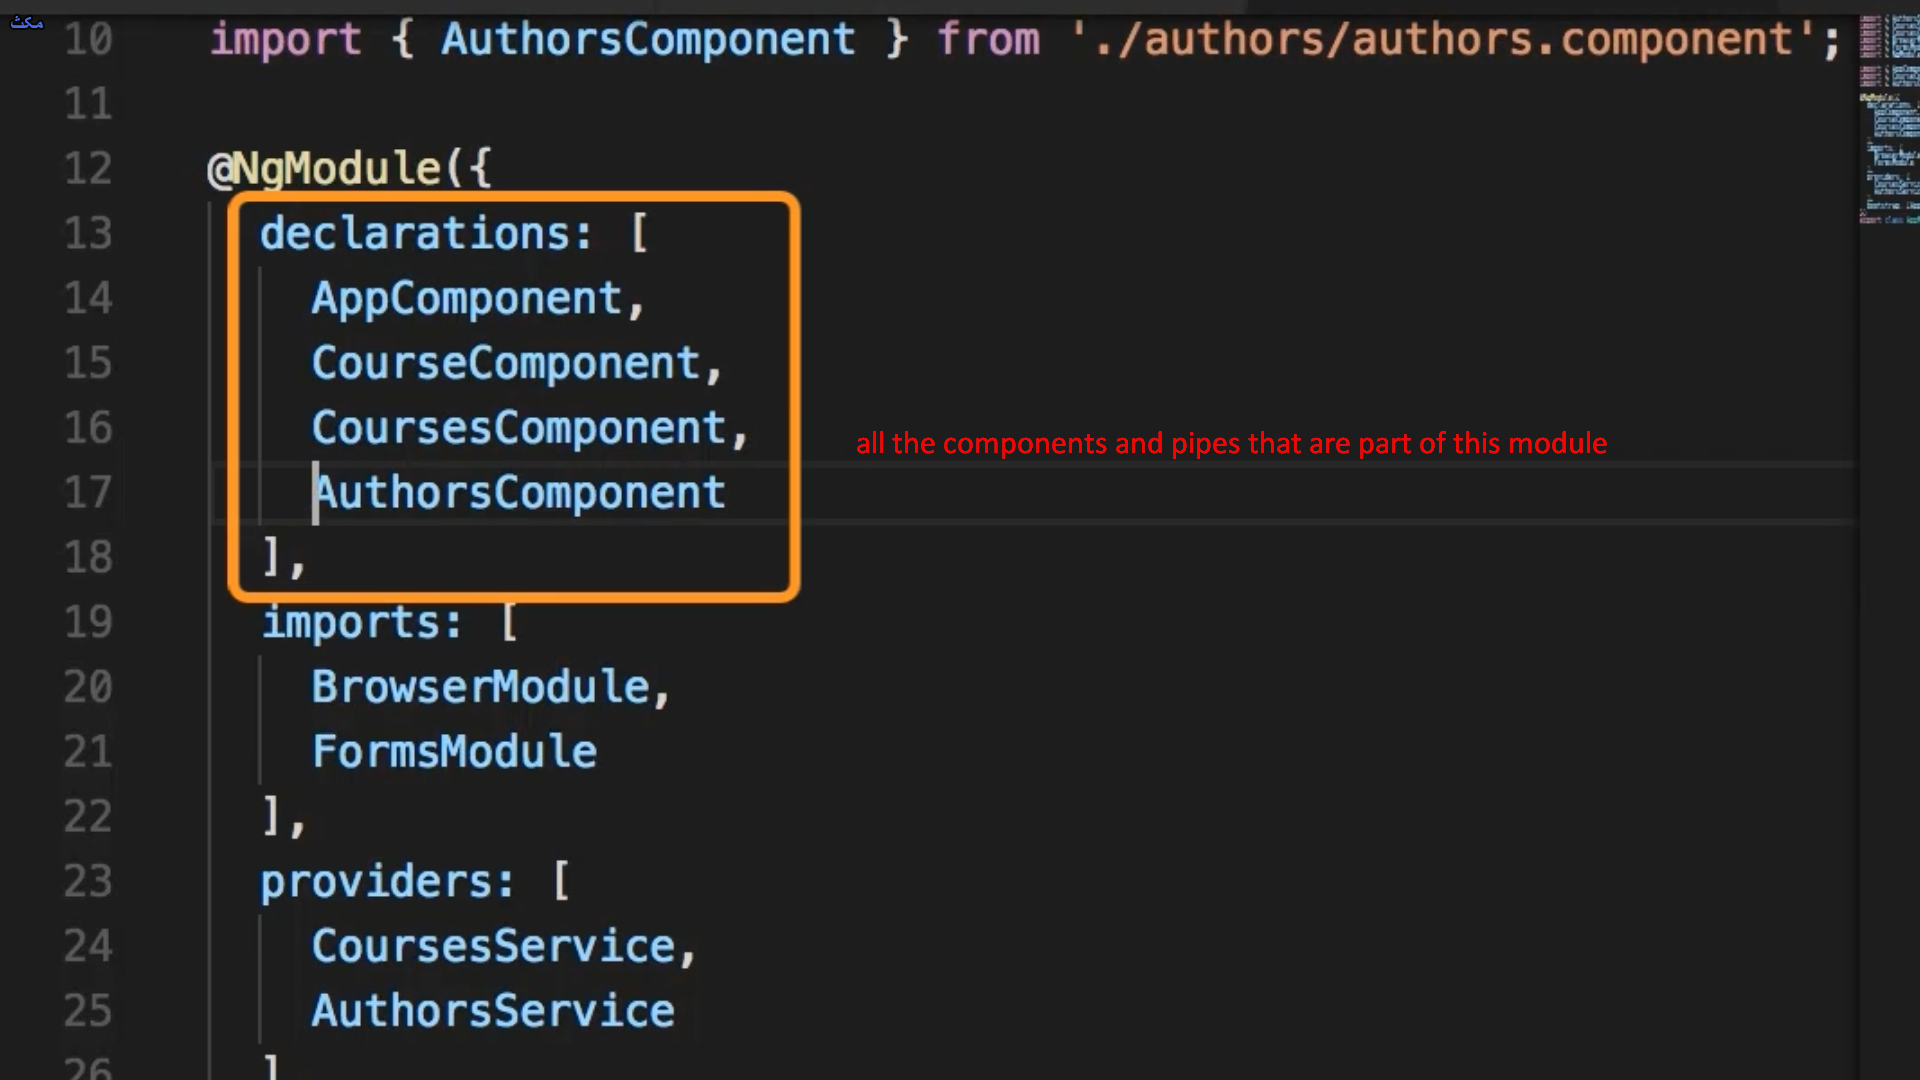 مكث
10 import { AuthorsComponent } from './authors/authors.component';
11
12 @NgModule({
13 declarations: [
14 AppComponent,
15 CourseComponent,
16 CoursesComponent,
all the components and pipes that are part of this module
17 AuthorsComponent
18 ],
19 imports: [
20 BrowserModule,
21 FormsModule
22 ],
23 providers: [
24 CoursesService,
25 AuthorsService
26 ]